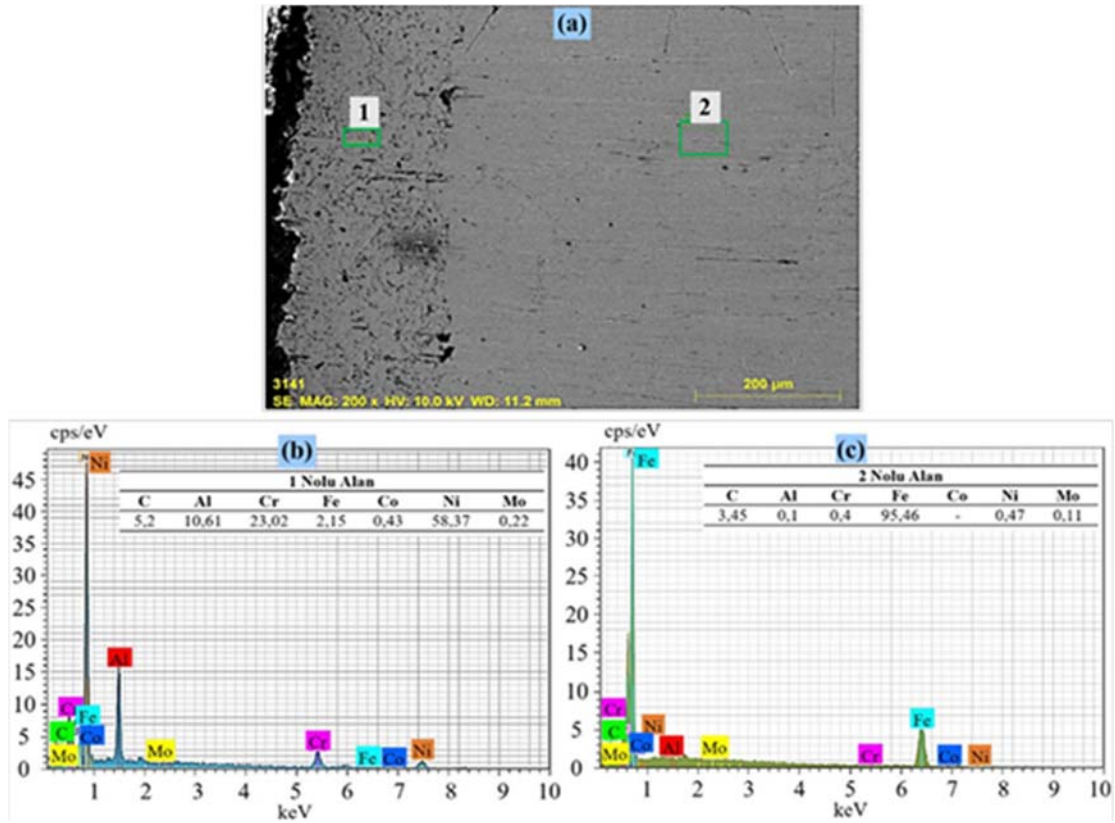 (a)
1
2
3141
SE MAG: 200 x HV: 10.0 kV WD: 11.2 mm
200 µm
cps/eV
(b)
Ni
1 Nolu Alan
C Al Cr Fe Co Ni Mo
5,2 10,61 23,02 2,15 0,43 58,37 0,22
45
40
35
30
25
20
15
10
5
0
Al
Fe
C
Co
Mo
Mo
Cr
Fe
Co
Ni
1 2 3 4 5 6 7 8 9 10
keV
cps/eV
(c)
Fe
2 Nolu Alan
C Al Cr Fe Co Ni Mo
3,45 0,1 0,4 95,46 - 0,47 0,11
40
35
30
25
20
15
10
5
0
Cr
C
Mo
Co
Ni
Al
Mo
Cr
Fe
Co
Ni
1 2 3 4 5 6 7 8 9 10
keV